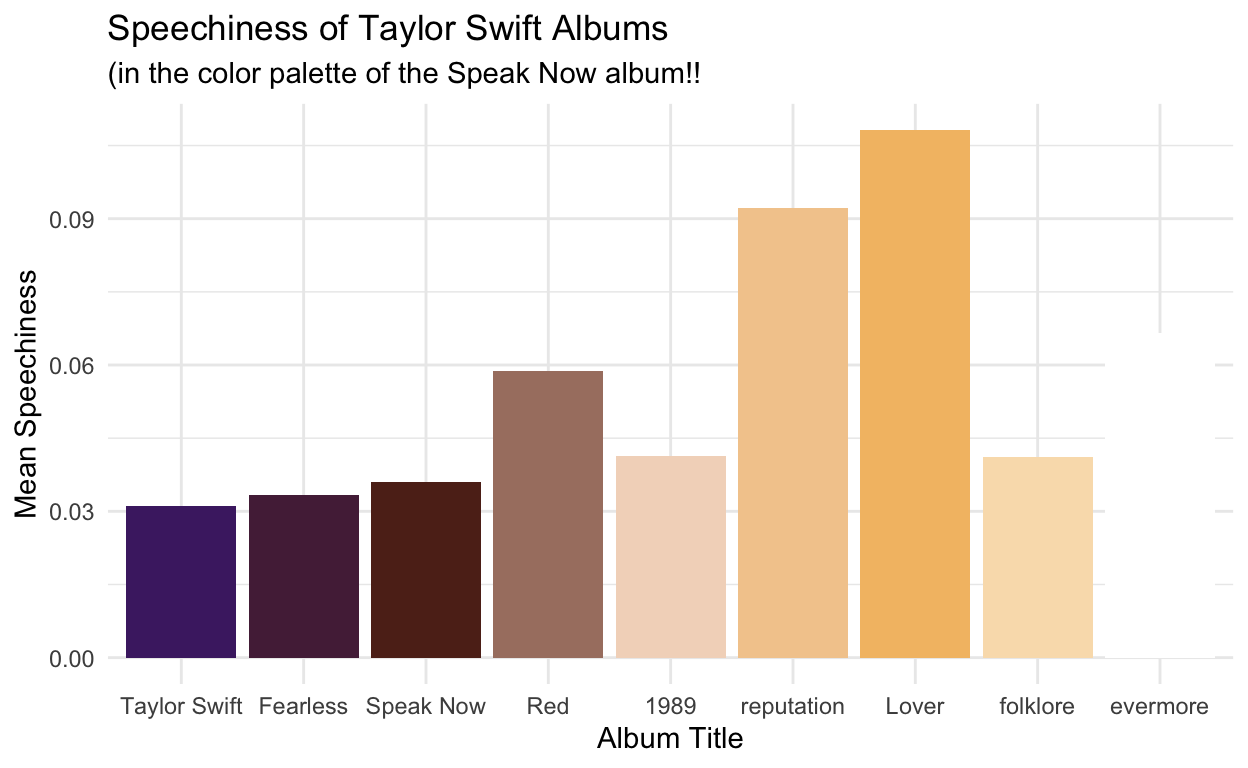 Speechiness of Taylor Swift Albums
(in the color palette of the Speak Now album!!
Mean Speechiness
0.09
0.06
0.03
0.00
Taylor Swift Fearless Speak Now Red 1989 reputation Lover folklore evermore
Album Title